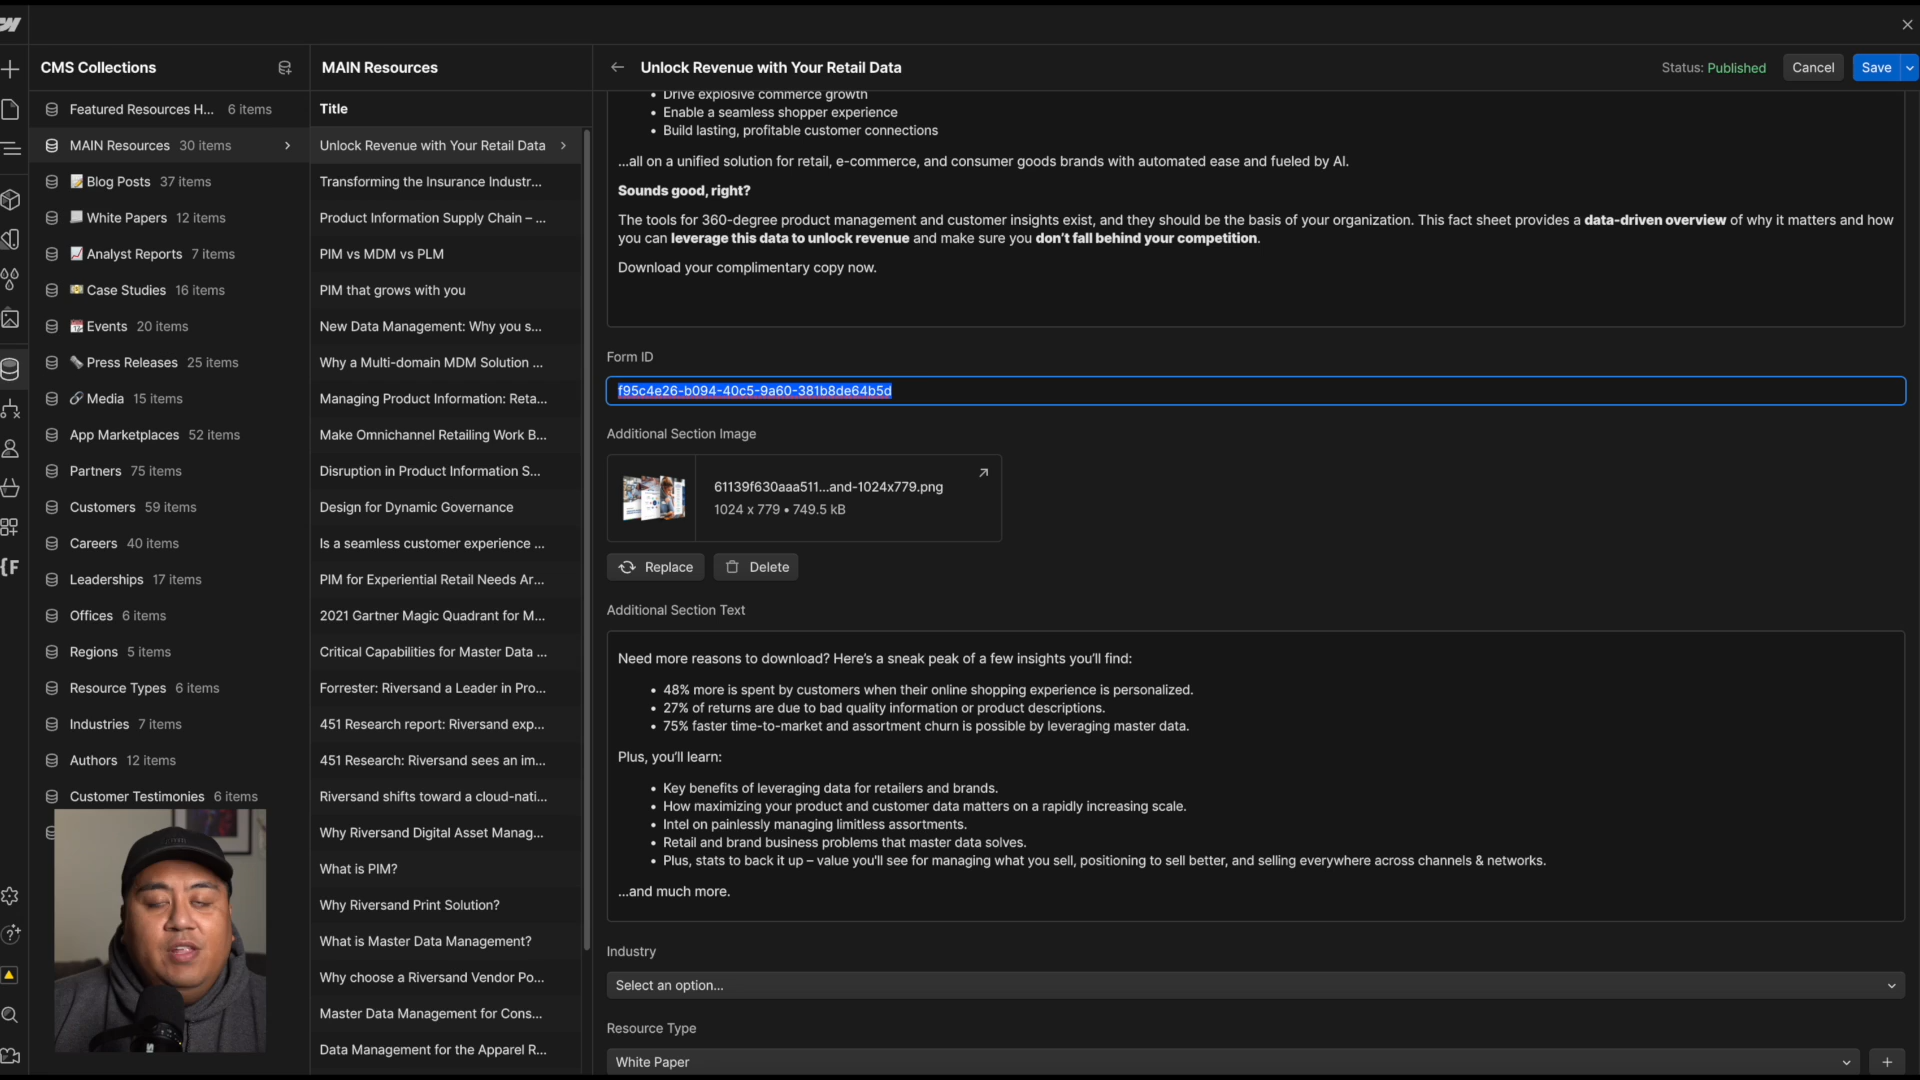 CMS Collections
Featured Resources H... 6 items
MAIN Resources 30 items
Blog Posts 37 items
White Papers 12 items
Analyst Reports 7 items
Case Studies 16 items
Events 20 items
Press Releases 25 items
Media 15 items
App Marketplaces 52 items
Partners 75 items
Customers 59 items
Careers 40 items
Leaderships 17 items
Offices 6 items
Regions 5 items
Resource Types 6 items
Industries 7 items
Authors 12 items
Customer Testimonies 6 items
MAIN Resources
Title
Unlock Revenue with Your Retail Data
Transforming the Insurance Industr...
Product Information Supply Chain – ...
PIM vs MDM vs PLM
PIM that grows with you
New Data Management: Why you s...
Why a Multi-domain MDM Solution ...
Managing Product Information: Reta...
Make Omnichannel Retailing Work B...
Disruption in Product Information S...
Design for Dynamic Governance
Is a seamless customer experience ...
PIM for Experiential Retail Needs Ar...
2021 Gartner Magic Quadrant for M...
Critical Capabilities for Master Data ...
Forrester: Riversand a Leader in Pro...
451 Research report: Riversand exp...
451 Research: Riversand sees an im...
Riversand shifts toward a cloud-nati...
Why Riversand Digital Asset Manag...
What is PIM?
Why Riversand Print Solution?
What is Master Data Management?
Why choose a Riversand Vendor Po...
Master Data Management for Cons...
Data Management for the Apparel R...
Unlock Revenue with Your Retail Data
Status: Published
Cancel
Save
• Drive explosive commerce growth
• Enable a seamless shopper experience
• Build lasting, profitable customer connections
...all on a unified solution for retail, e-commerce, and consumer goods brands with automated ease and fueled by AI.
Sounds good, right?
The tools for 360-degree product management and customer insights exist, and they should be the basis of your organization. This fact sheet provides a data-driven overview of why it matters and how
you can leverage this data to unlock revenue and make sure you don't fall behind your competition.
Download your complimentary copy now.
Form ID
f95c4e26-b094-40c5-9a60-381b8de64b5d
Additional Section Image
61139f630aaa511...and-1024x779.png
1024 x 779 • 749.5 kB
Replace
Delete
Additional Section Text
Need more reasons to download? Here's a sneak peak of a few insights you'll find:
• 48% more is spent by customers when their online shopping experience is personalized.
• 27% of returns are due to bad quality information or product descriptions.
• 75% faster time-to-market and assortment churn is possible by leveraging master data.
Plus, you'll learn:
• Key benefits of leveraging data for retailers and brands.
• How maximizing your product and customer data matters on a rapidly increasing scale.
• Intel on painlessly managing limitless assortments.
• Retail and brand business problems that master data solves.
• Plus, stats to back it up – value you'll see for managing what you sell, positioning to sell better, and selling everywhere across channels & networks.
...and much more.
Industry
Select an option...
Resource Type
White Paper